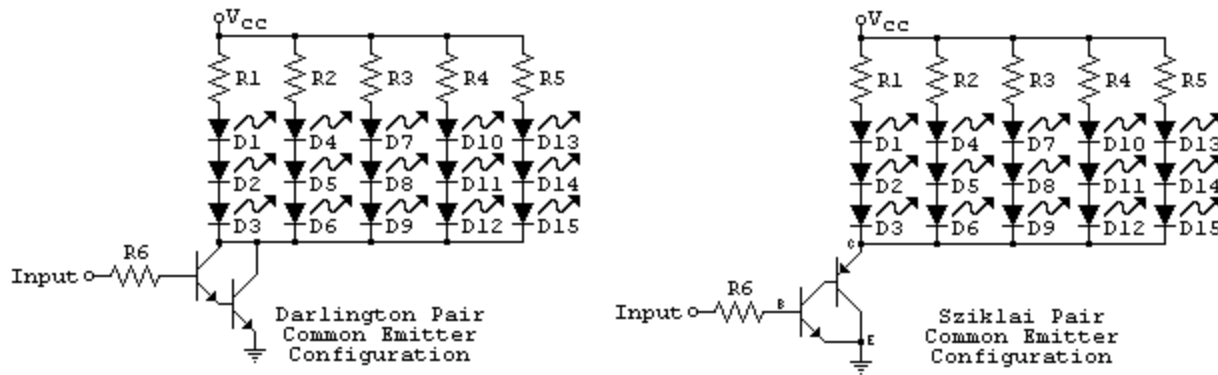 VCC
R1 R2 R3 R4 R5
D1 D4 D7 D10 D13
D2 D5 D8 D11 D14
D3 D6 D9 D12 D15
R6
Input
Darlington Pair
Common Emitter
Configuration
VCC
R1 R2 R3 R4 R5
D1 D4 D7 D10 D13
D2 D5 D8 D11 D14
D3 D6 D9 D12 D15
C
R6
B
Input
E
Sziklai Pair
Common Emitter
Configuration